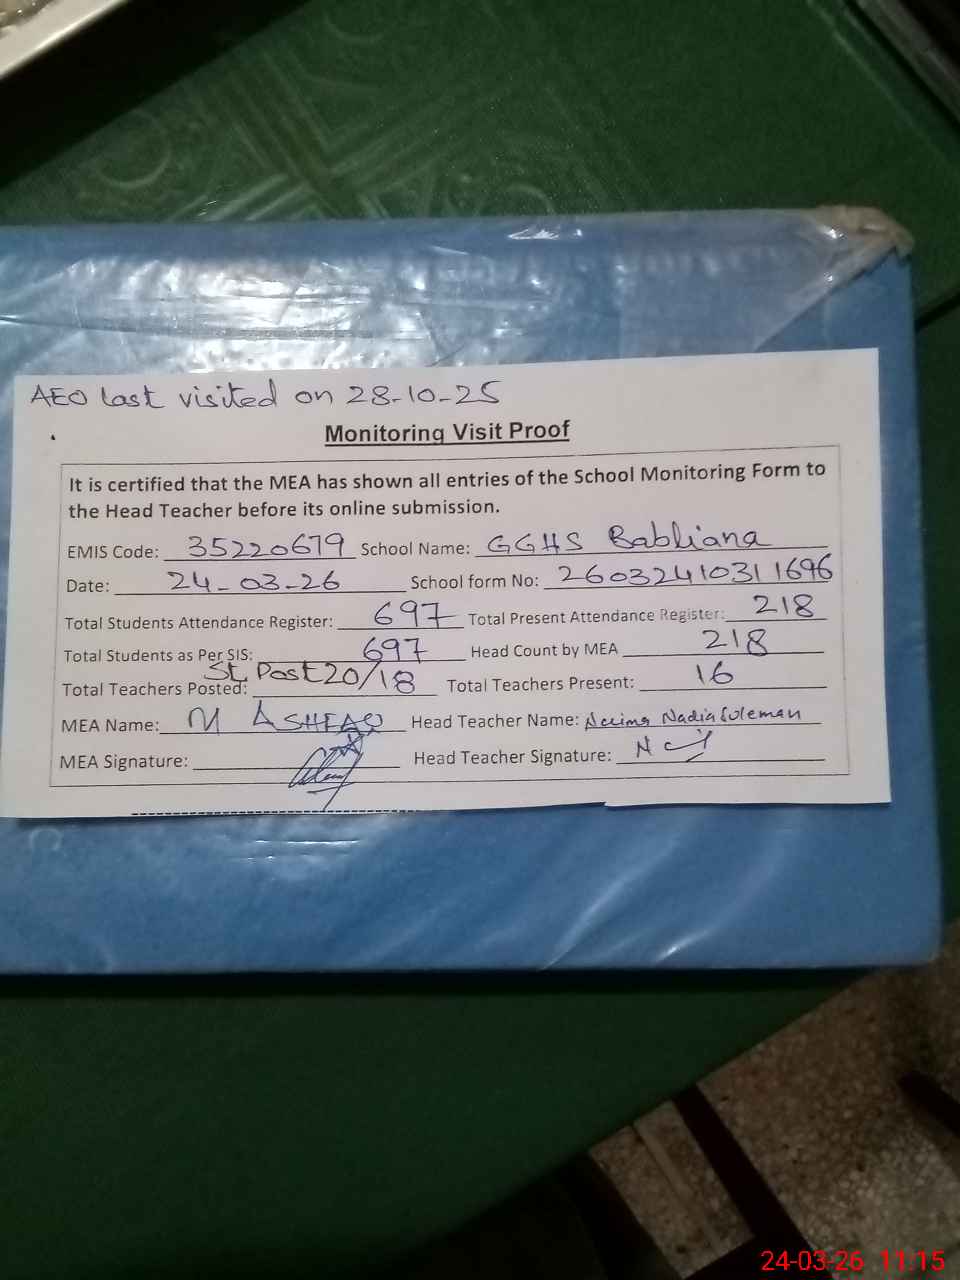 AEO last visited on 28-10-25
Monitoring Visit Proof
It is certified that the MEA has shown all entries of the School Monitoring Form to
the Head Teacher before its online submission.
EMIS Code: 35220679 School Name: GGHS Babliana
Date: 24-03-26 School form No: 26032410311696
Total Students Attendance Register: 697 Total Present Attendance Register: 218
Total Students as Per SIS: 697 Head Count by MEA 218
St. Post 20/18
Total Teachers Posted: Total Teachers Present: 16
MEA Name: M ASHFAQ Head Teacher Name: Nadia Suleman
MEA Signature: Head Teacher Signature:
24-03-26 11:15